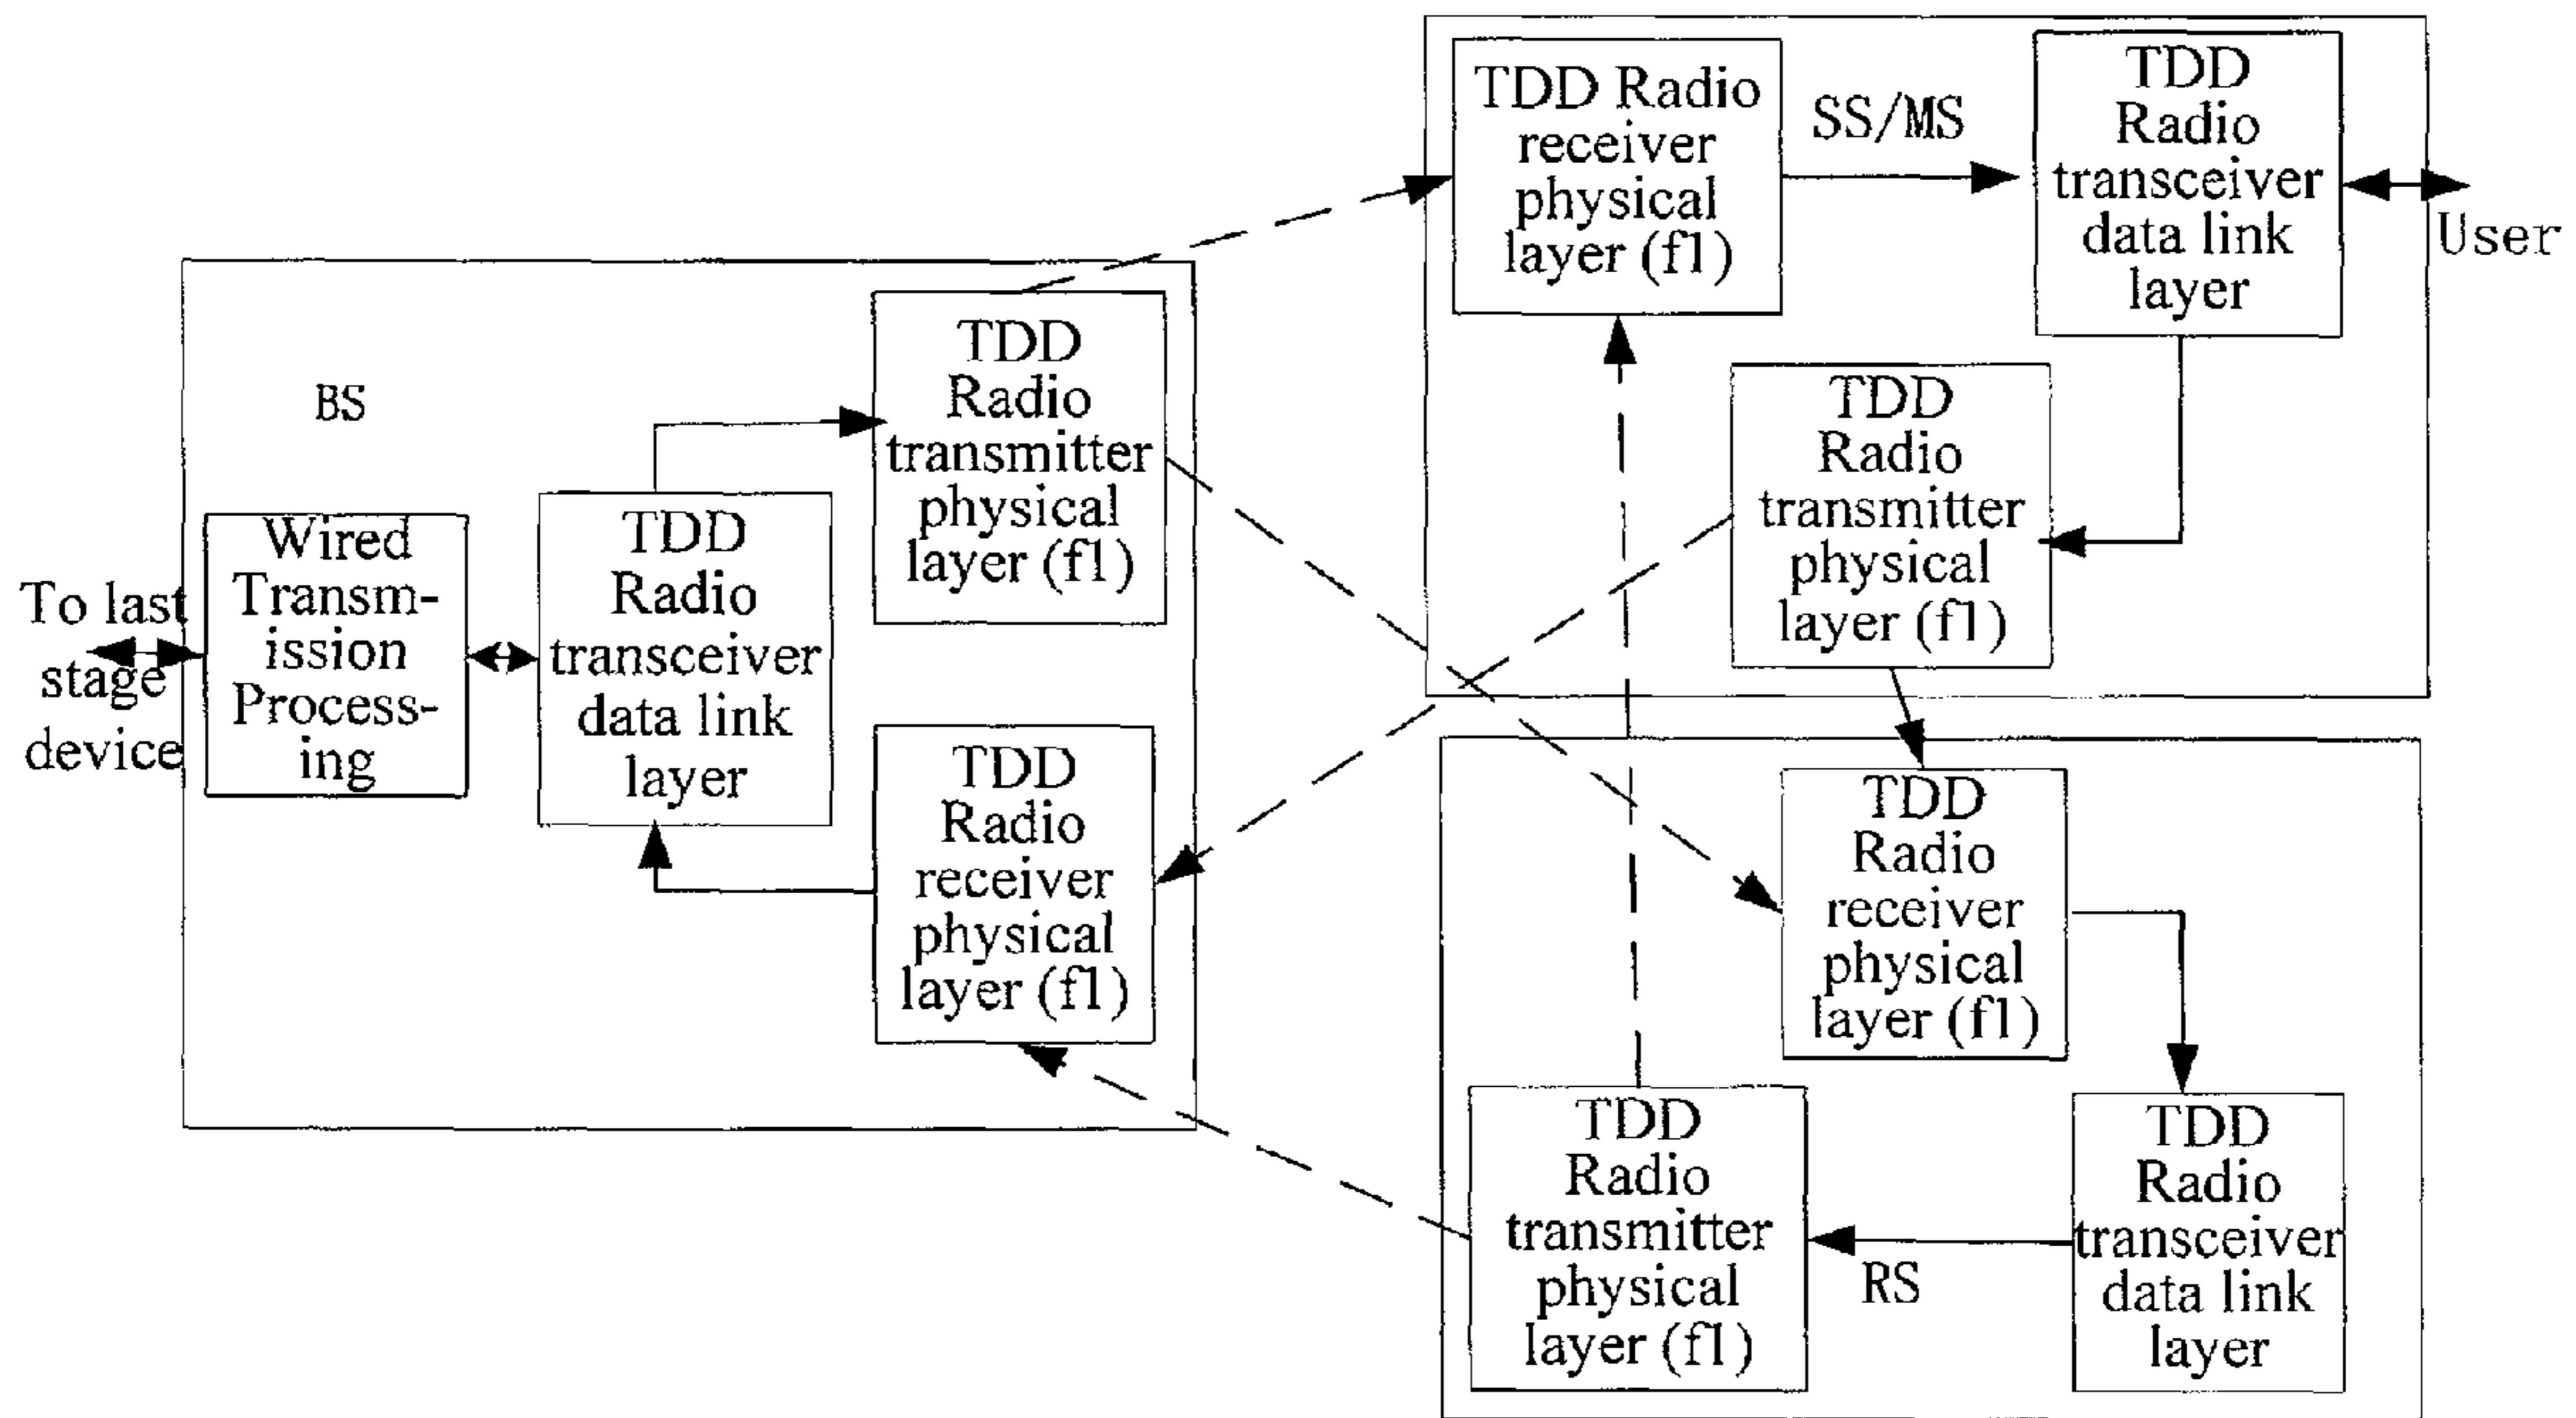 BS
To last
stage
device
Wired
Transm-
ission
Process-
ing
TDD
Radio
transceiver
data link
layer
TDD
Radio
transmitter
physical
layer (f1)
TDD
Radio
receiver
physical
layer (f1)
TDD Radio
receiver
physical
layer (f1)
SS/MS
TDD
Radio
transceiver
data link
layer
User
TDD
Radio
transmitter
physical
layer (f1)
TDD
Radio
receiver
physical
layer (f1)
TDD
Radio
transmitter
physical
layer (f1)
RS
TDD
Radio
transceiver
data link
layer